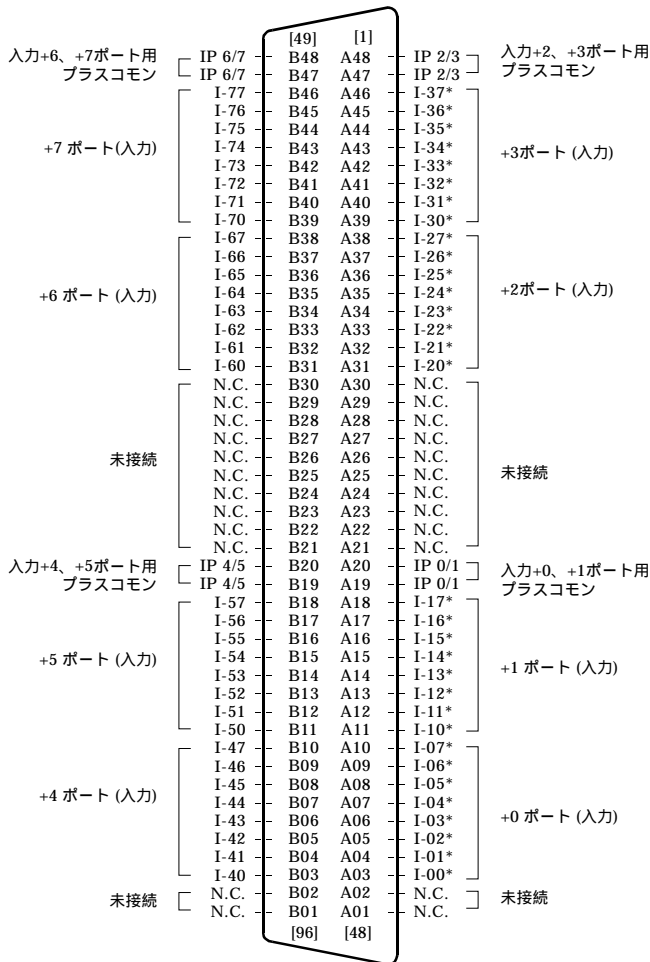 [49] [1]
入力+6、+7ポート用 プラスコモン IP 6/7 B48 A48 IP 2/3 入力+2、+3ポート用 プラスコモン
IP 6/7 B47 A47 IP 2/3
I-77 B46 A46 I-37*
I-76 B45 A45 I-36*
I-75 B44 A44 I-35*
+7 ポート(入力) I-74 B43 A43 I-34* +3ポート (入力)
I-73 B42 A42 I-33*
I-72 B41 A41 I-32*
I-71 B40 A40 I-31*
I-70 B39 A39 I-30*
I-67 B38 A38 I-27*
I-66 B37 A37 I-26*
I-65 B36 A36 I-25*
+6 ポート (入力) I-64 B35 A35 I-24* +2ポート (入力)
I-63 B34 A34 I-23*
I-62 B33 A33 I-22*
I-61 B32 A32 I-21*
I-60 B31 A31 I-20*
N.C. B30 A30 N.C.
N.C. B29 A29 N.C.
N.C. B28 A28 N.C.
N.C. B27 A27 N.C.
未接続 N.C. B26 A26 N.C. 未接続
N.C. B25 A25 N.C.
N.C. B24 A24 N.C.
N.C. B23 A23 N.C.
N.C. B22 A22 N.C.
N.C. B21 A21 N.C.
入力+4、+5ポート用 プラスコモン IP 4/5 B20 A20 IP 0/1 入力+0、+1ポート用 プラスコモン
IP 4/5 B19 A19 IP 0/1
I-57 B18 A18 I-17*
I-56 B17 A17 I-16*
I-55 B16 A16 I-15*
+5 ポート (入力) I-54 B15 A15 I-14* +1 ポート (入力)
I-53 B14 A14 I-13*
I-52 B13 A13 I-12*
I-51 B12 A12 I-11*
I-50 B11 A11 I-10*
I-47 B10 A10 I-07*
I-46 B09 A09 I-06*
I-45 B08 A08 I-05*
+4 ポート (入力) I-44 B07 A07 I-04*
I-43 B06 A06 I-03* +0 ポート (入力)
I-42 B05 A05 I-02*
I-41 B04 A04 I-01*
I-40 B03 A03 I-00*
未接続 N.C. B02 A02 N.C. 未接続
N.C. B01 A01 N.C.
[96] [48]